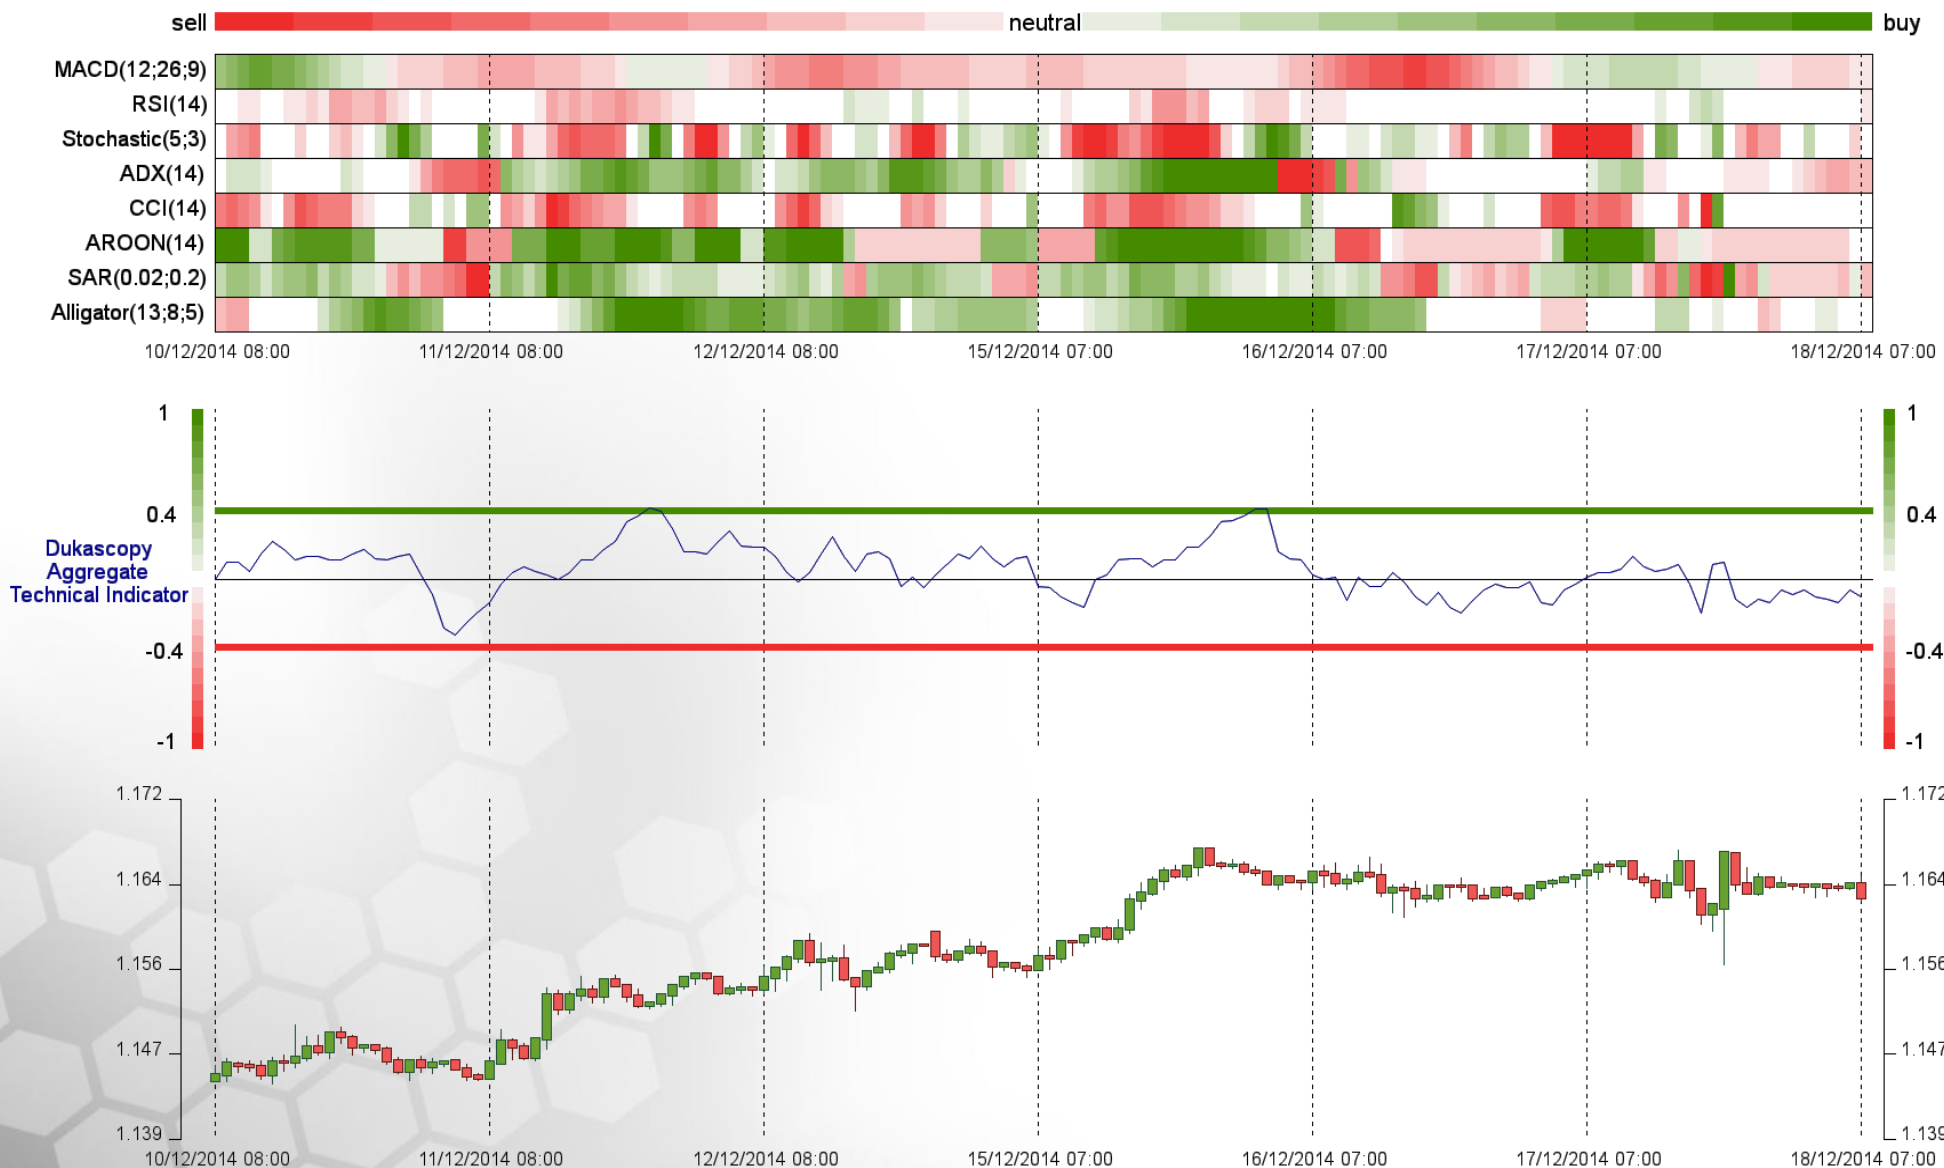 sell neutral buy
MACD(12;26;9)
RSI(14)
Stochastic(5;3)
ADX(14)
CCI(14)
AROON(14)
SAR(0.02;0.2)
Alligator(13;8;5)
10/12/2014 08:00 11/12/2014 08:00 12/12/2014 08:00 15/12/2014 07:00 16/12/2014 07:00 17/12/2014 07:00 18/12/2014 07:00
1 1
0.4 0.4
Dukascopy
Aggregate
Technical Indicator
-0.4 -0.4
-1 -1
1.172 1.172
1.164 1.164
1.156 1.156
1.147 1.147
1.139 1.139
10/12/2014 08:00 11/12/2014 08:00 12/12/2014 08:00 15/12/2014 07:00 16/12/2014 07:00 17/12/2014 07:00 18/12/2014 07:00